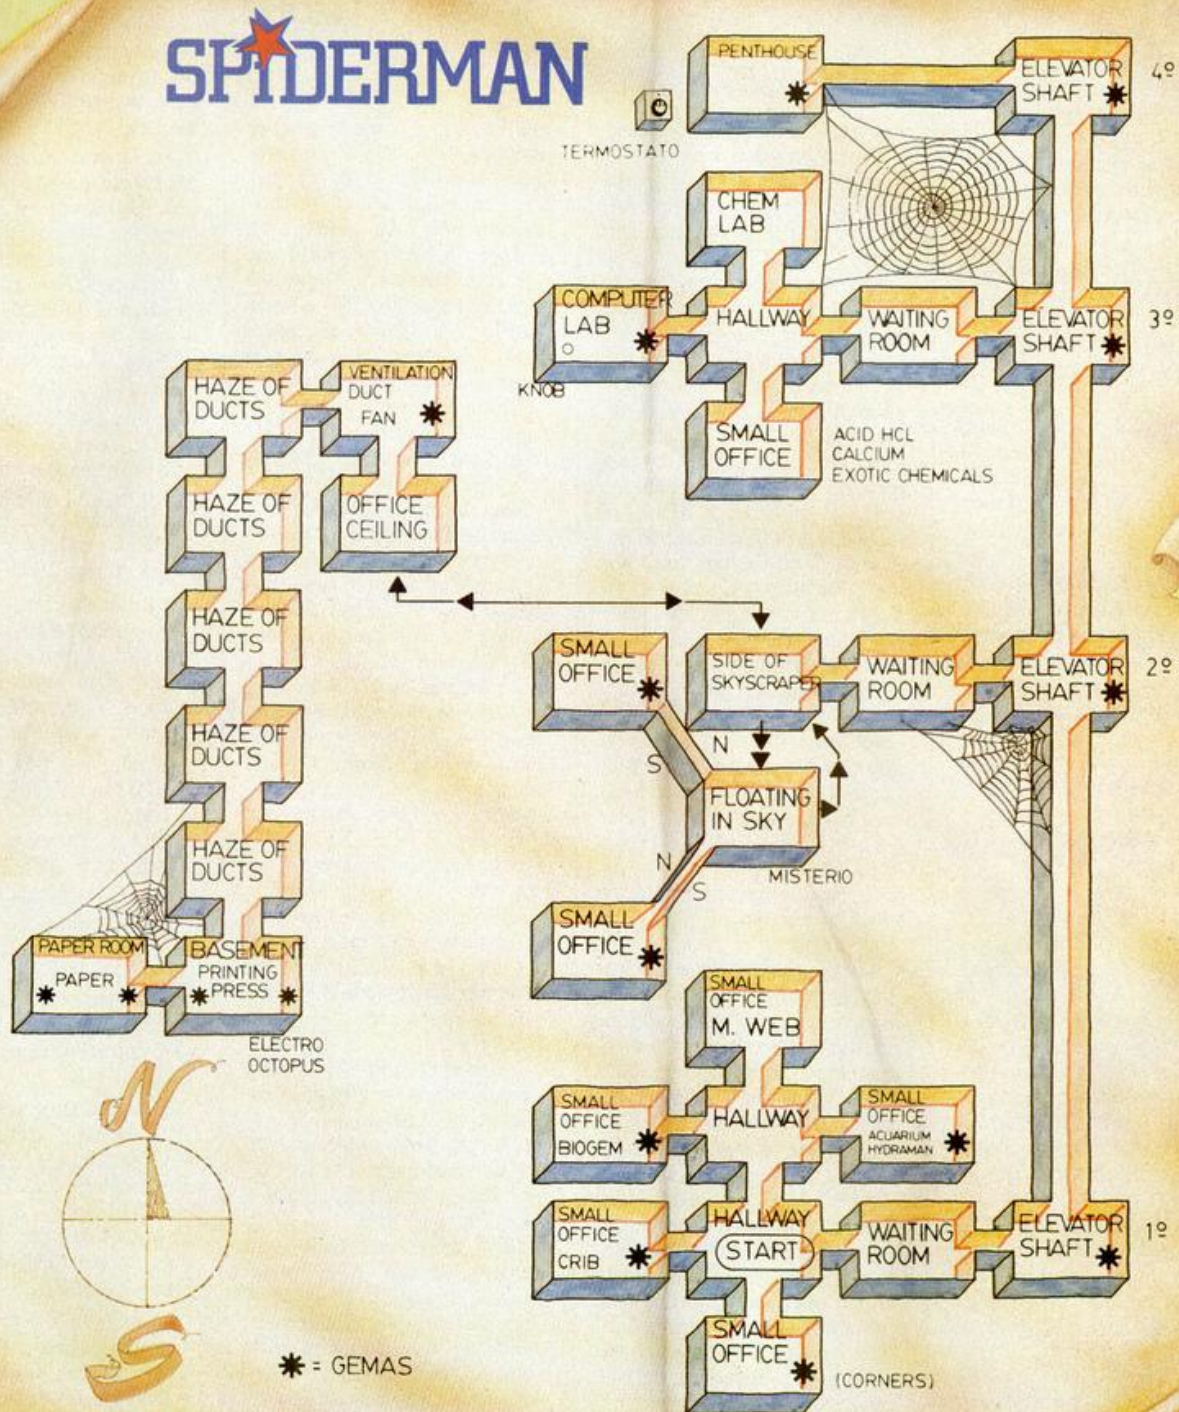 SPIDERMAN
PENTHOUSE
ELEVATOR
SHAFT
4º
TERMOSTATO
CHEM
LAB
COMPUTER
LAB
HALLWAY
WAITING
ROOM
ELEVATOR
SHAFT
3º
KNOB
SMALL
OFFICE
ACID HCL
CALCIUM
EXOTIC CHEMICALS
HAZE OF
DUCTS
VENTILATION
DUCT
FAN
HAZE OF
DUCTS
OFFICE
CEILING
HAZE OF
DUCTS
HAZE OF
DUCTS
HAZE OF
DUCTS
SMALL
OFFICE
SIDE OF
SKYSCRAPER
WAITING
ROOM
ELEVATOR
SHAFT
2º
N
S
FLOATING
IN SKY
N
S
MISTERIO
SMALL
OFFICE
PAPER ROOM
PAPER
BASEMENT
PRINTING
PRESS
ELECTRO
OCTOPUS
SMALL
OFFICE
M. WEB
SMALL
OFFICE
BIOGEM
HALLWAY
SMALL
OFFICE
ACUARIUM
HYDRAMAN
SMALL
OFFICE
CRIB
HALLWAY
START
WAITING
ROOM
ELEVATOR
SHAFT
1º
SMALL
OFFICE
(CORNERS)
N
S
= GEMAS